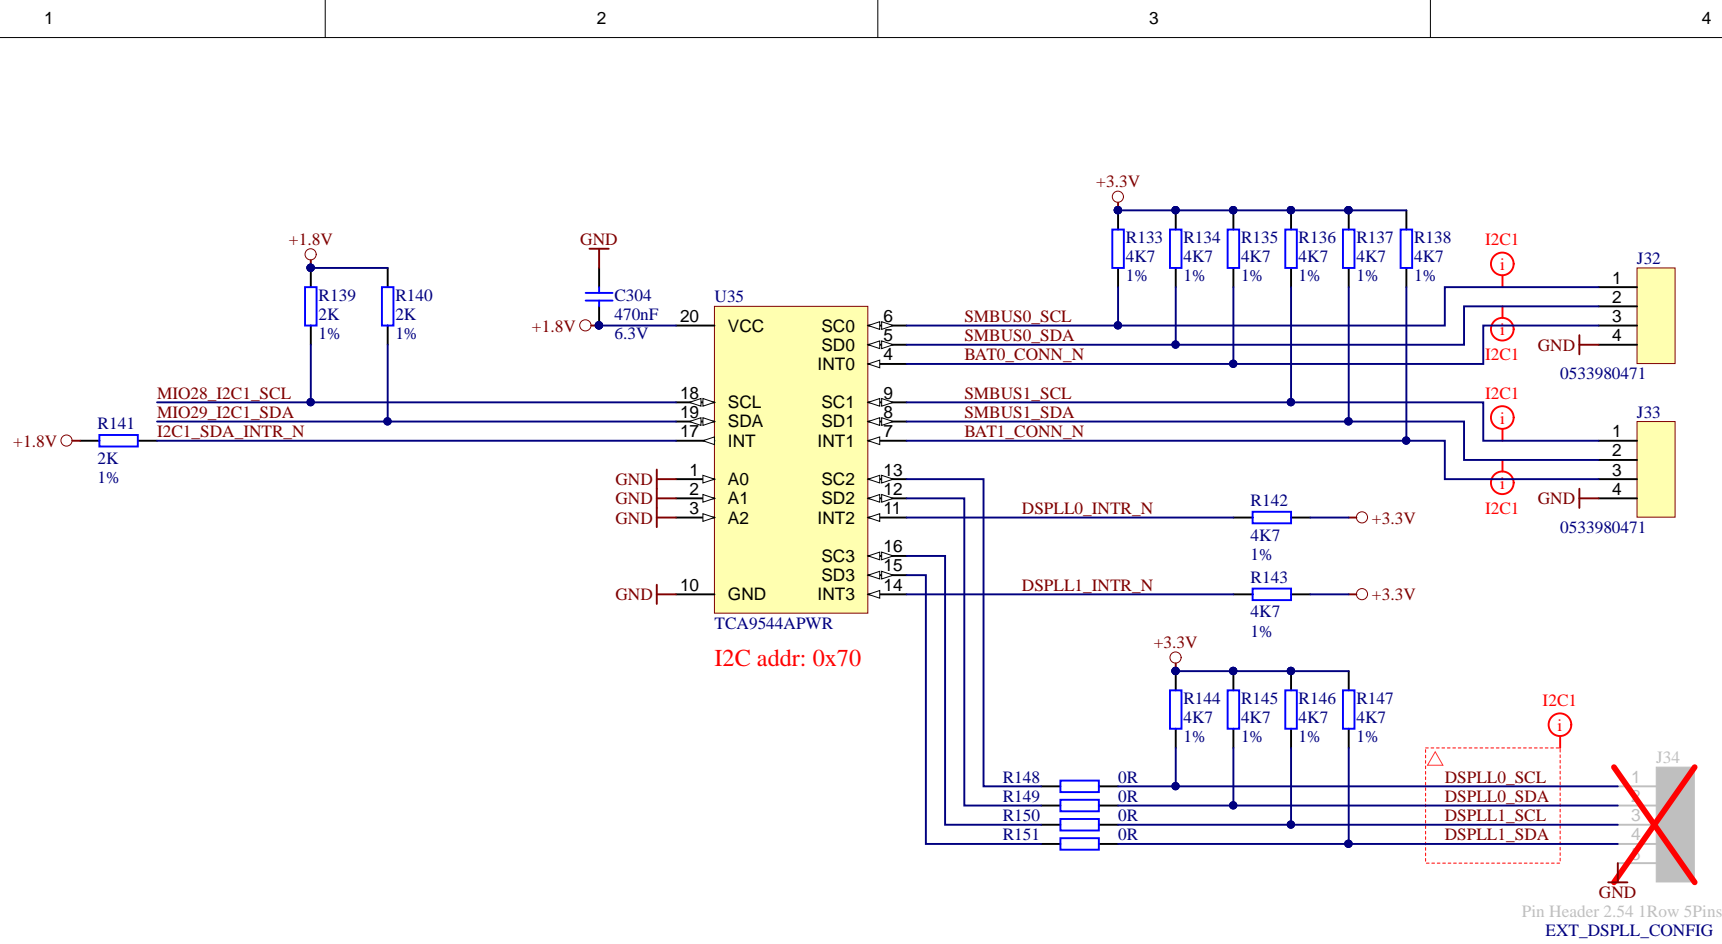 1 2 3 4
+3.3V
+1.8V
GND
R133 R134 R135 R136 R137 R138
4K7 4K7 4K7 4K7 4K7 4K7
1% 1% 1% 1% 1% 1%
I2C1
i
J32
1
2
3
4
GND
I2C1
i
0533980471
R139 R140
2K 2K
1% 1%
C304
470nF
6.3V
+1.8V
U35
20 VCC
SC0 6 SMBUS0_SCL
SD0 5 SMBUS0_SDA
INT0 4 BAT0_CONN_N
MIO28_I2C1_SCL 18 SCL
MIO29_I2C1_SDA 19 SDA
I2C1_SDA_INTR_N 17 INT
+1.8V
R141
2K
1%
SC1 9 SMBUS1_SCL
SD1 8 SMBUS1_SDA
INT1 7 BAT1_CONN_N
I2C1
i
J33
1
2
3
4
GND
I2C1
i
0533980471
GND 1 A0
GND 2 A1
GND 3 A2
SC2 13
SD2 12
INT2 11 DSPLL0_INTR_N
R142
4K7
1%
+3.3V
SC3 16
SD3 15
INT3 14 DSPLL1_INTR_N
R143
4K7
1%
+3.3V
GND 10 GND
TCA9544APWR
I2C addr: 0x70
+3.3V
R144 R145 R146 R147
4K7 4K7 4K7 4K7
1% 1% 1% 1%
I2C1
i
J34
R148 0R DSPLL0_SCL 1
R149 0R DSPLL0_SDA
R150 0R DSPLL1_SCL 3
R151 0R DSPLL1_SDA 4
GND
Pin Header 2.54 1Row 5Pins
EXT_DSPLL_CONFIG